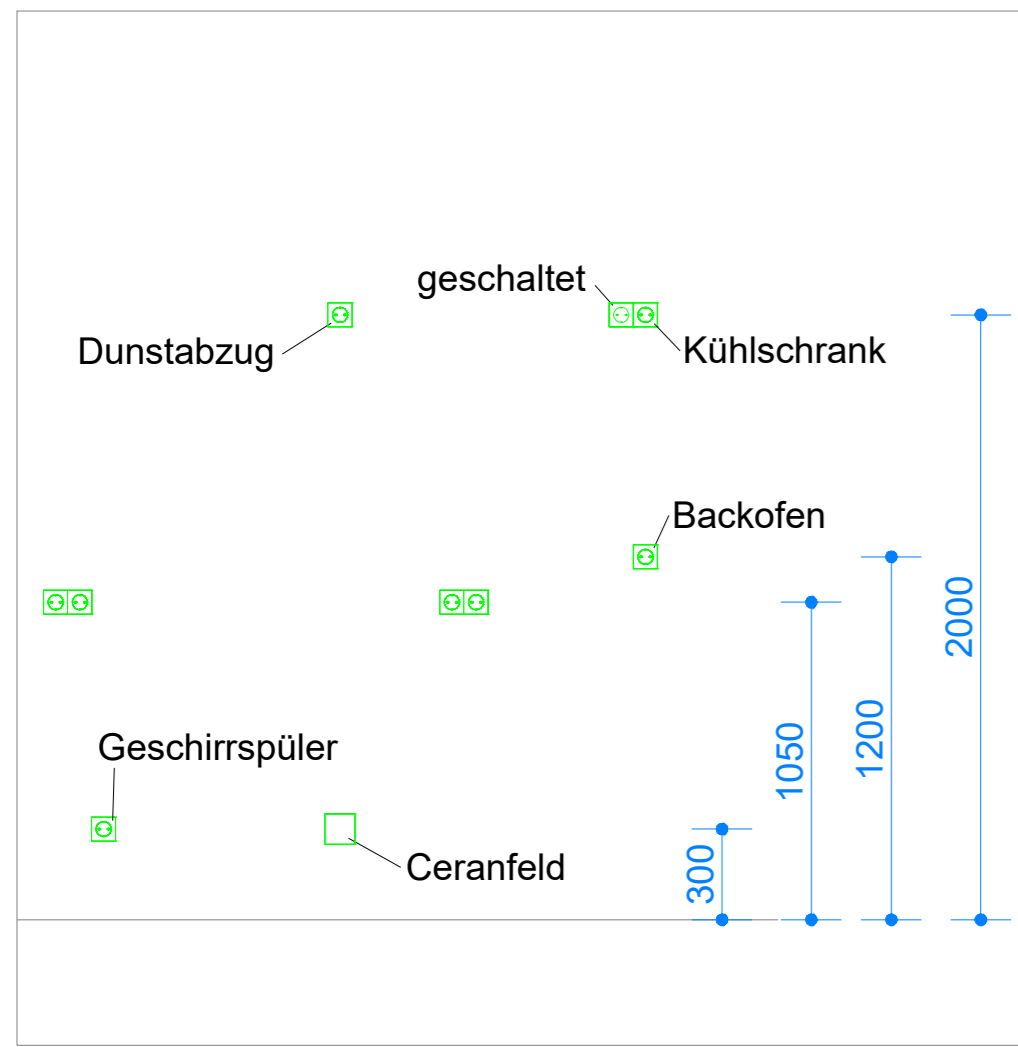 geschaltet
Dunstabzug
Kühlschrank
Backofen
2000
1200
1050
Geschirrspüler
300
Ceranfeld